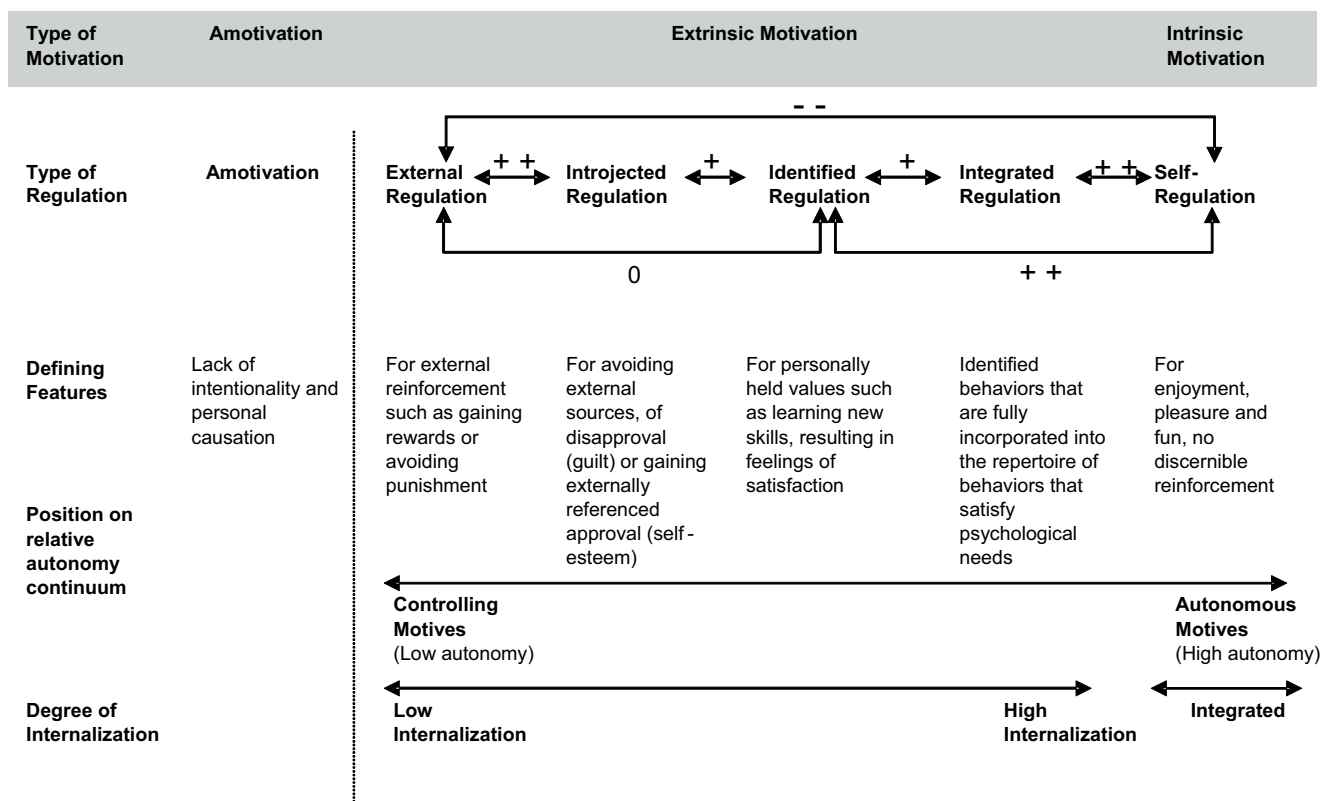 Type of Motivation
Amotivation
Extrinsic Motivation
Intrinsic Motivation
- -
Type of Regulation
Amotivation
External Regulation
+ +
Introjected Regulation
+
Identified Regulation
+
Integrated Regulation
+ +
Self-Regulation
0
+ +
Defining Features
Lack of
intentionality and
personal
causation
For external
reinforcement
such as gaining
rewards or
avoiding
punishment
For avoiding
external
sources, of
disapproval
(guilt) or gaining
externally
referenced
approval (self-
esteem)
For personally
held values such
as learning new
skills, resulting in
feelings of
satisfaction
Identified
behaviors that
are fully
incorporated into
the repertoire of
behaviors that
satisfy
psychological
needs
For
enjoyment,
pleasure and
fun, no
discernible
reinforcement
Position on
relative
autonomy
continuum
Controlling
Motives
(Low autonomy)
Autonomous
Motives
(High autonomy)
Degree of
Internalization
Low
Internalization
High
Internalization
Integrated